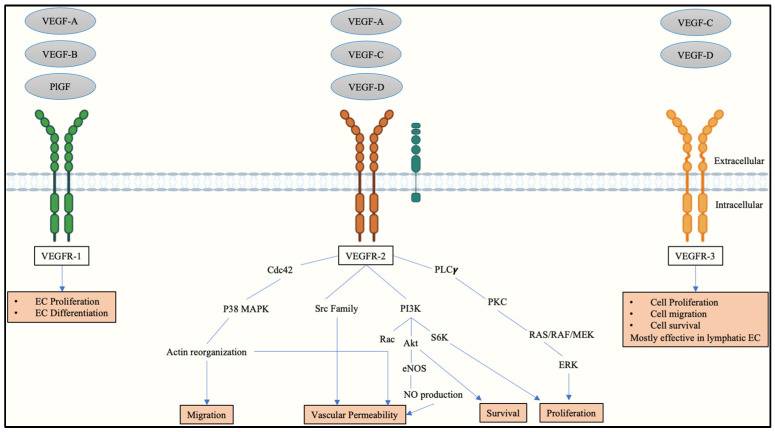 VEGF-A
VEGF-B
PlGF
VEGF-A
VEGF-C
VEGF-D
VEGF-C
VEGF-D
Extracellular
Intracellular
VEGFR-1
VEGFR-2
VEGFR-3
• EC Proliferation
• EC Differentiation
• Cell Proliferation
• Cell migration
• Cell survival
Mostly effective in lymphatic EC
Cdc42
P38 MAPK
Actin reorganization
Src Family
PI3K
Rac
Akt
S6K
eNOS
NO production
PLCγ
PKC
RAS/RAF/MEK
ERK
Migration
Vascular Permeability
Survival
Proliferation